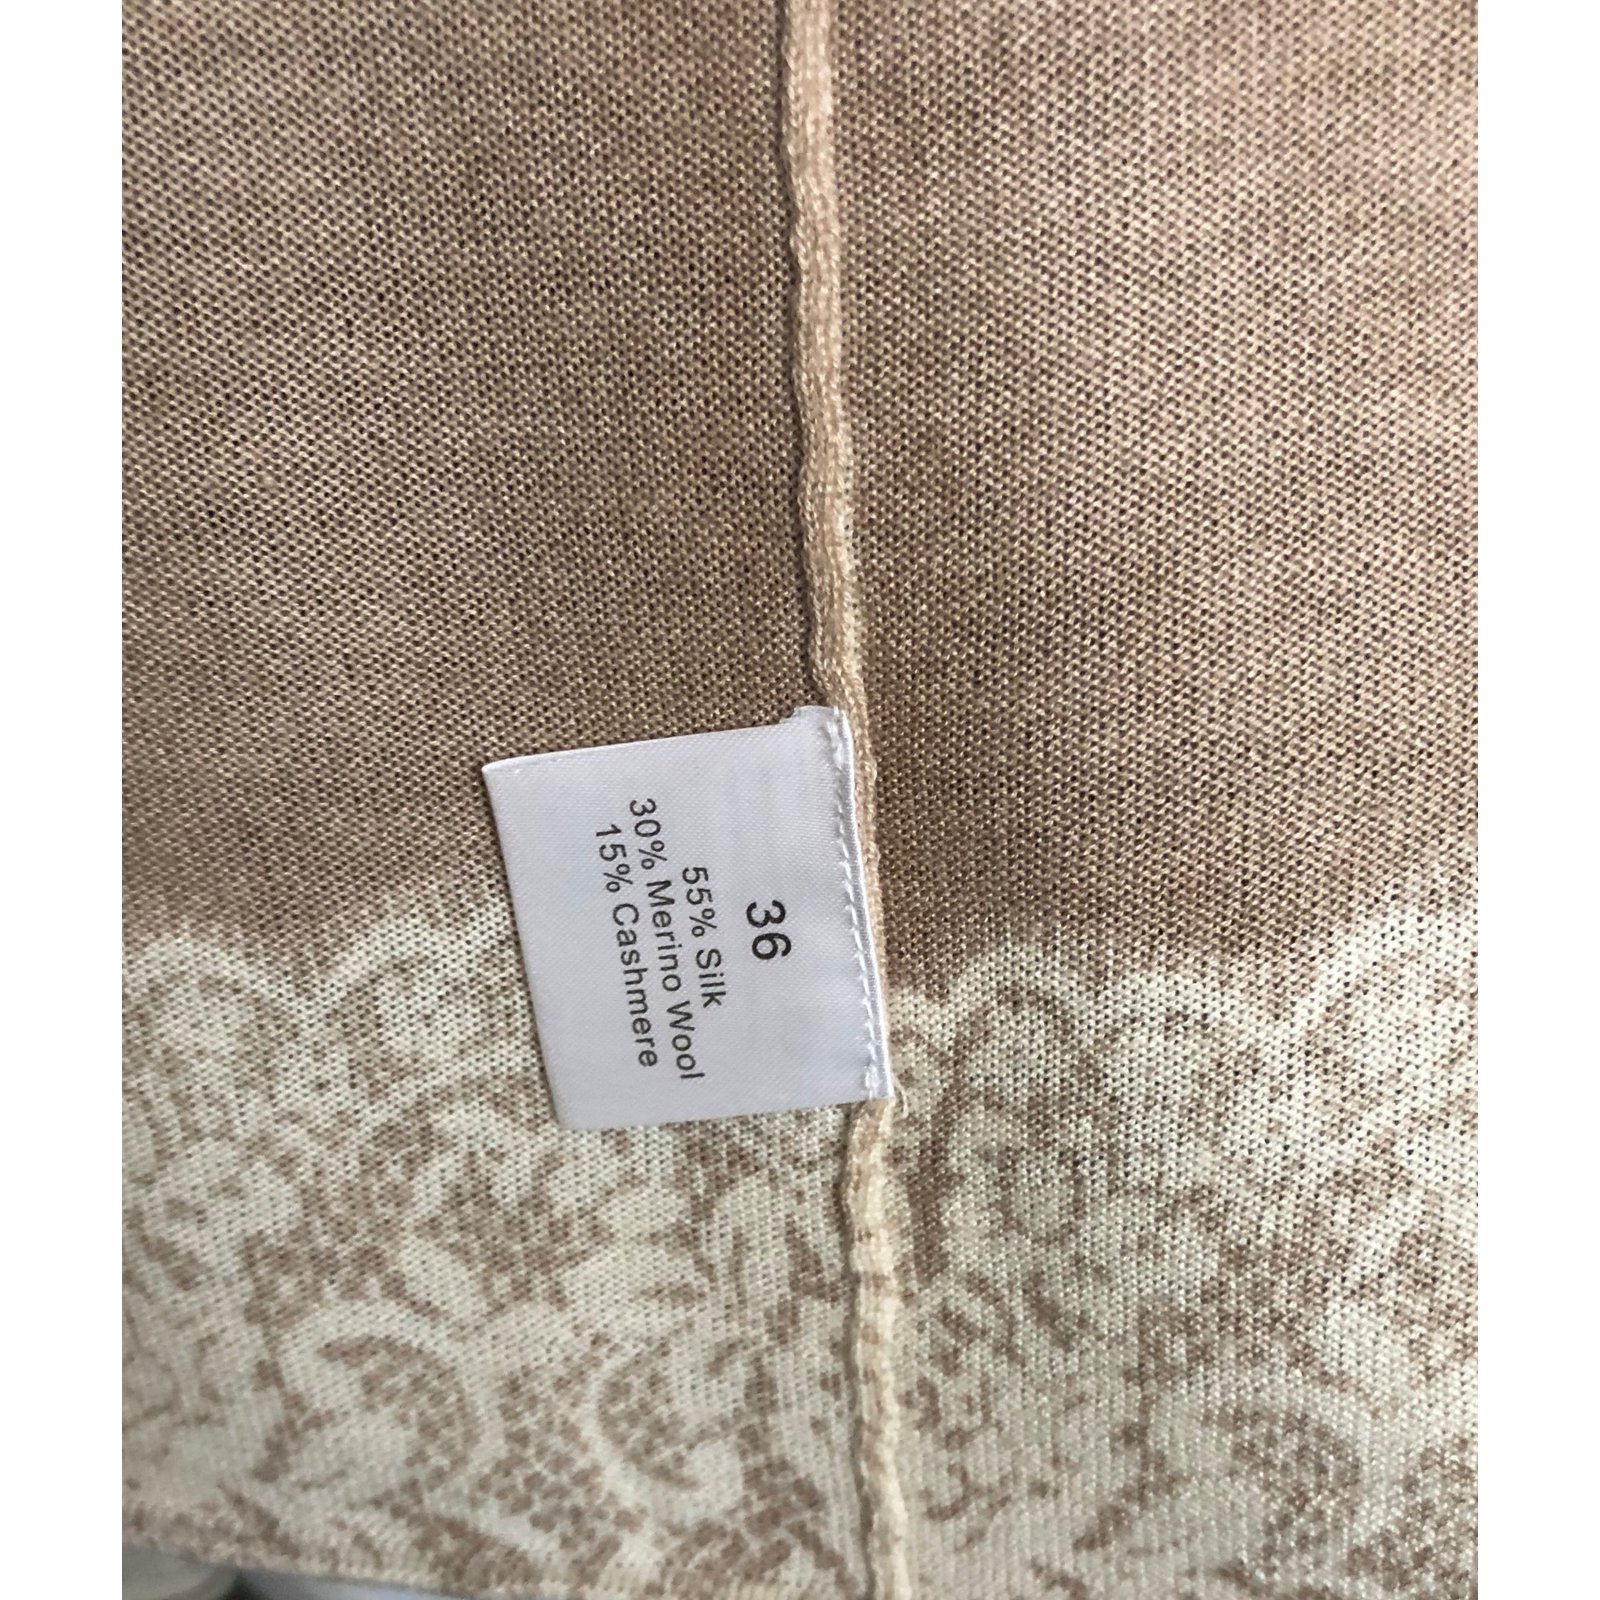 36
55% Silk
30% Merino Wool
15% Cashmere